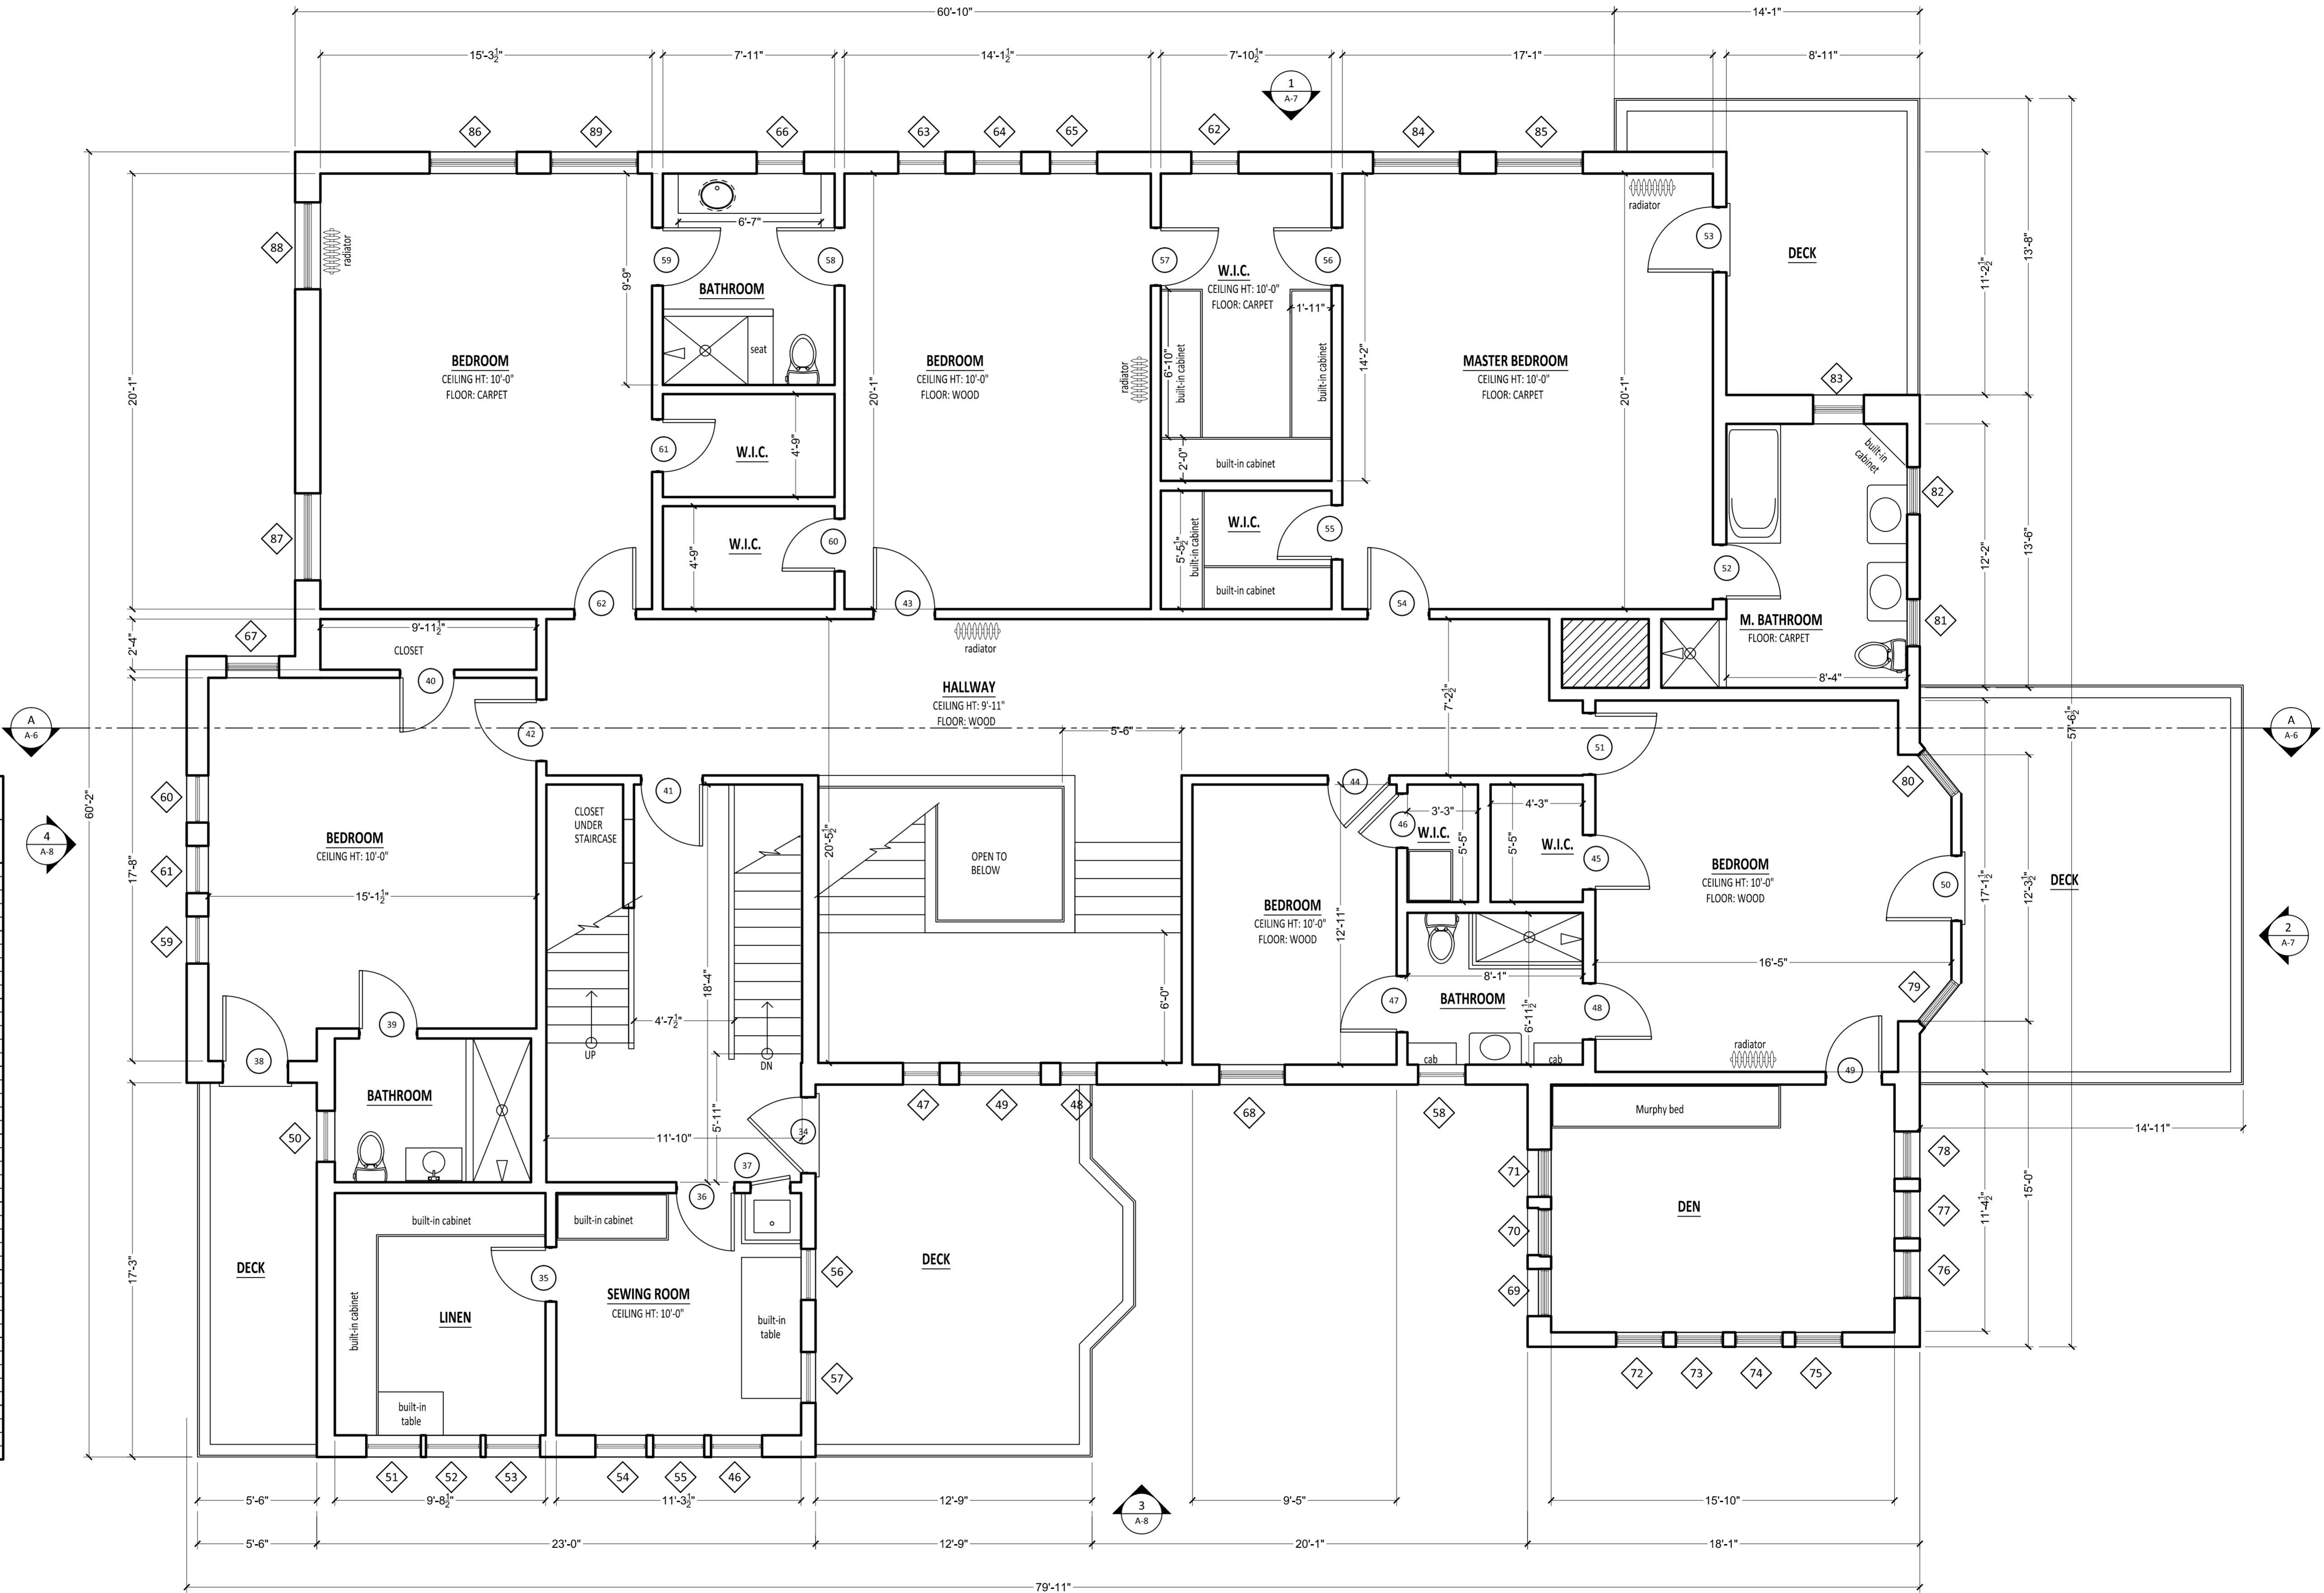 60'-10"
14'-1"
15'-3½"
7'-11"
14'-1½"
7'-10½"
17'-1"
8'-11"
1
A-7
86
89
66
63
64
65
62
84
85
88
radiator
9'-9"
6'-7"
59
58
57
56
radiator
53
DECK
11'-2½"
13'-8"
BATHROOM
W.I.C.
CEILING HT: 10'-0"
FLOOR: CARPET
1'-11"
seat
6'-10"
built-in cabinet
built-in cabinet
14'-2"
20'-1"
BEDROOM
CEILING HT: 10'-0"
FLOOR: CARPET
20'-1"
BEDROOM
CEILING HT: 10'-0"
FLOOR: WOOD
radiator
MASTER BEDROOM
CEILING HT: 10'-0"
FLOOR: CARPET
20'-1"
83
61
W.I.C.
4'-9"
2'-0"
built-in cabinet
built-in
cabinet
82
87
W.I.C.
4'-9"
60
5'-5½"
built-in cabinet
W.I.C.
55
built-in cabinet
52
12'-2"
13'-6"
62
43
54
M. BATHROOM
FLOOR: CARPET
81
8'-4"
67
2'-4"
9'-11½"
CLOSET
40
radiator
HALLWAY
CEILING HT: 9'-11"
FLOOR: WOOD
7'-2½"
A
A-6
42
5'-6"
51
57'-6½"
A
A-6
60'-2"
4
A-8
60
61
59
17'-8"
BEDROOM
CEILING HT: 10'-0"
15'-1½"
41
CLOSET
UNDER
STAIRCASE
20'-5½"
OPEN TO
BELOW
44
46
3'-3"
W.I.C.
5'-5"
4'-3"
5'-5"
W.I.C.
45
80
BEDROOM
CEILING HT: 10'-0"
FLOOR: WOOD
50
17'-1½"
12'-3½"
DECK
2
A-7
BEDROOM
CEILING HT: 10'-0"
FLOOR: WOOD
12'-11"
16'-5"
79
18'-4"
4'-7½"
UP
DN
6'-0"
47
8'-1"
BATHROOM
6'-11½"
48
cab
cab
radiator
49
39
38
BATHROOM
50
5'-11"
11'-10"
34
37
36
47
49
48
68
58
Murphy bed
14'-11"
71
70
69
DEN
78
77
76
11'-4½"
15'-0"
17'-3"
DECK
built-in cabinet
built-in cabinet
LINEN
built-in
table
35
built-in cabinet
SEWING ROOM
CEILING HT: 10'-0"
built-in
table
56
57
DECK
72
73
74
75
51
52
53
54
55
46
5'-6"
9'-8½"
11'-3½"
12'-9"
3
A-8
9'-5"
15'-10"
5'-6"
23'-0"
12'-9"
20'-1"
18'-1"
79'-11"